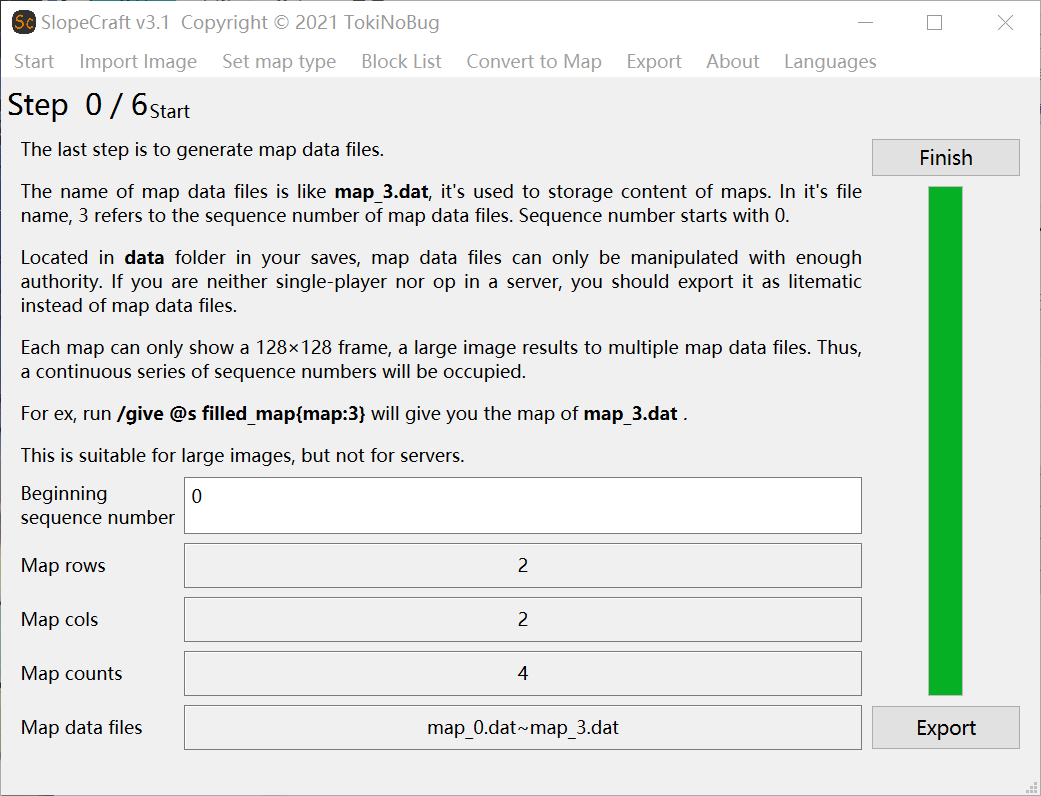 Sc SlopeCraft v3.1 Copyright © 2021 TokiNoBug
Start Import Image Set map type Block List Convert to Map Export About Languages
Step 0 / 6 Start
The last step is to generate map data files.
Finish
The name of map data files is like map_3.dat, it's used to storage content of maps. In it's file
name, 3 refers to the sequence number of map data files. Sequence number starts with 0.
Located in data folder in your saves, map data files can only be manipulated with enough
authority. If you are neither single-player nor op in a server, you should export it as litematic
instead of map data files.
Each map can only show a 128×128 frame, a large image results to multiple map data files. Thus,
a continuous series of sequence numbers will be occupied.
For ex, run /give @s filled_map{map:3} will give you the map of map_3.dat .
This is suitable for large images, but not for servers.
Beginning
sequence number
0
Map rows 2
Map cols 2
Map counts 4
Map data files map_0.dat~map_3.dat
Export